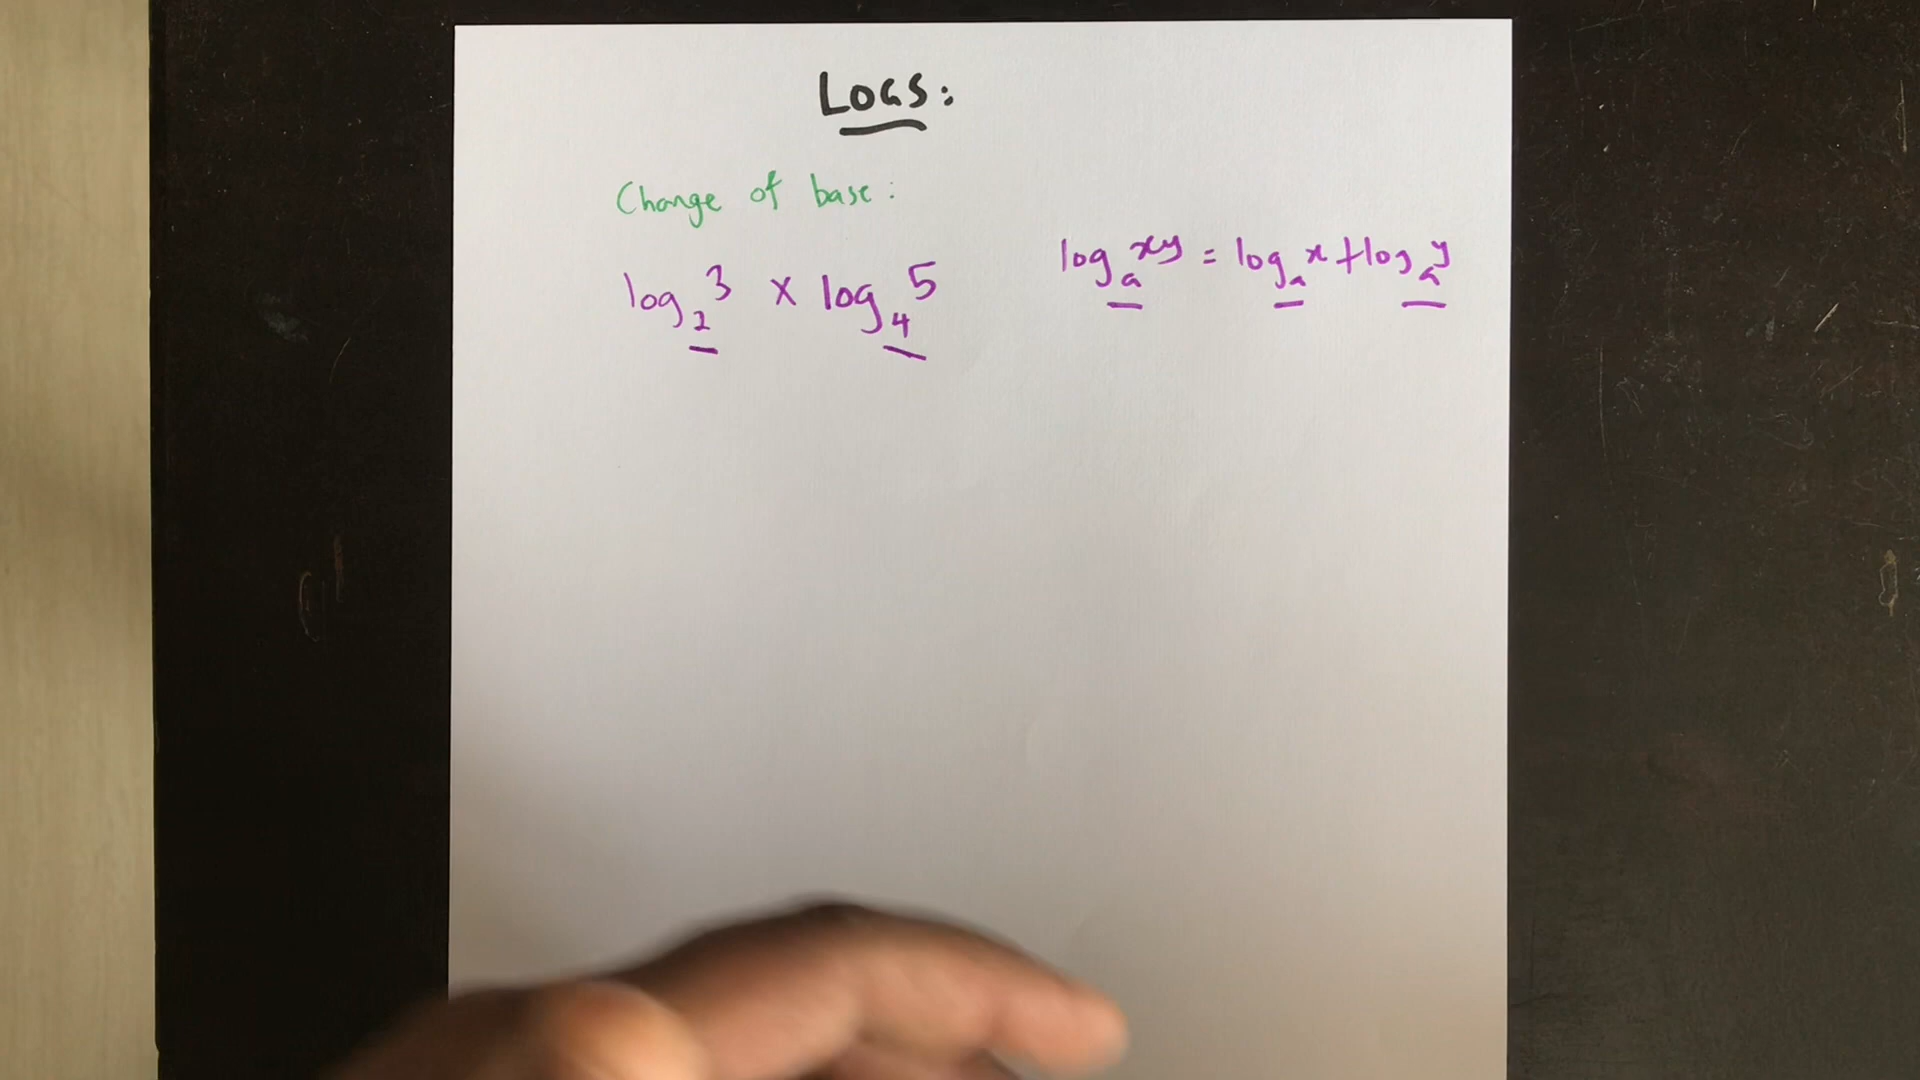 LOGS:
Change of base:
log₂3 x log₄5
logₐxy = logₐx + logₐy